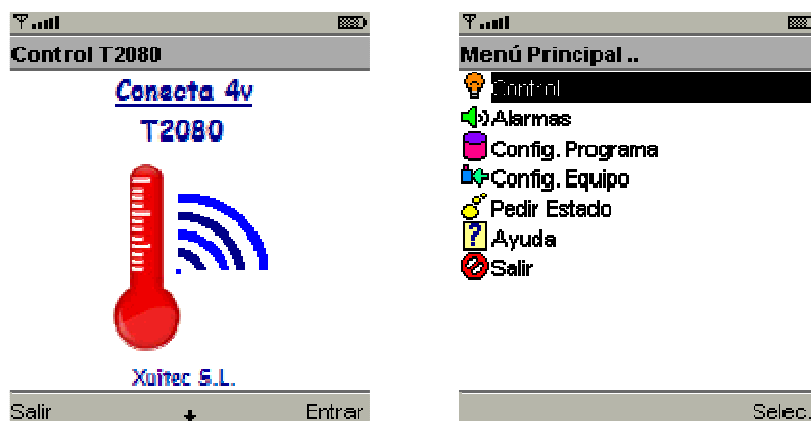 Control T2080
Conecta 4v
T2080
Xuitec S.L.
Salir Entrar
Menú Principal ..
Control
Alarmas
Config. Programa
Config. Equipo
Pedir Estado
Ayuda
Salir
Selec.